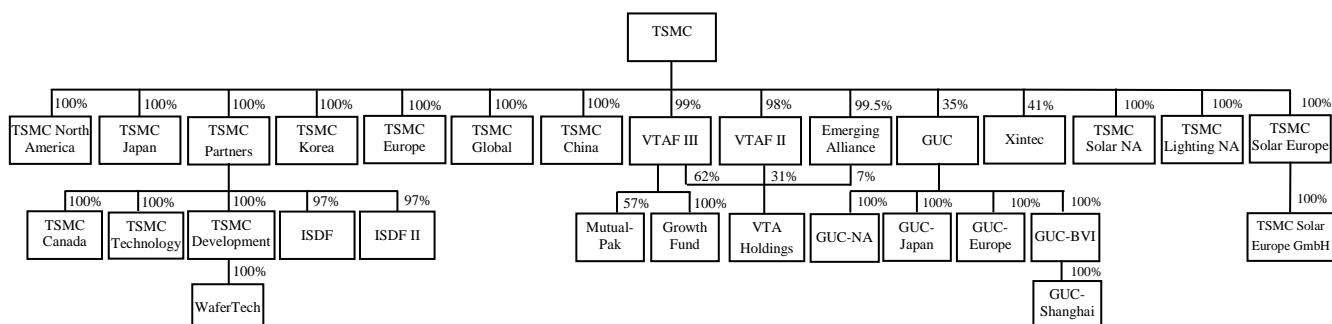 TSMC
100%
100%
100%
100%
100%
100%
100%
99%
98%
99.5%
35%
41%
100%
100%
100%
TSMC North
America
TSMC
Japan
TSMC
Partners
TSMC
Korea
TSMC
Europe
TSMC
Global
TSMC
China
VTAF III
VTAF II
Emerging
Alliance
GUC
Xintec
TSMC
Solar NA
TSMC
Lighting NA
TSMC
Solar Europe
62%
31%
7%
100%
100%
100%
97%
97%
57%
100%
100%
100%
100%
100%
100%
TSMC
Canada
TSMC
Technology
TSMC
Development
ISDF
ISDF II
Mutual-
Pak
Growth
Fund
VTA
Holdings
GUC-NA
GUC-
Japan
GUC-
Europe
GUC-BVI
TSMC Solar
Europe GmbH
100%
100%
WaferTech
GUC-
Shanghai